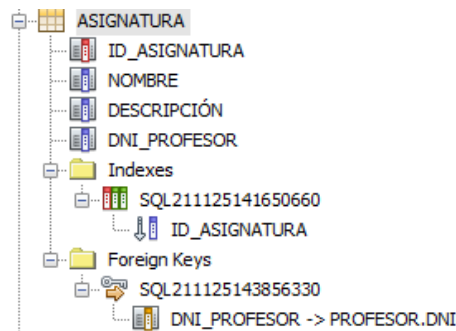 ASIGNATURA
ID_ASIGNATURA
NOMBRE
DESCRIPCIÓN
DNI_PROFESOR
Indexes
SQL211125141650660
ID_ASIGNATURA
Foreign Keys
SQL211125143856330
DNI_PROFESOR -> PROFESOR.DNI